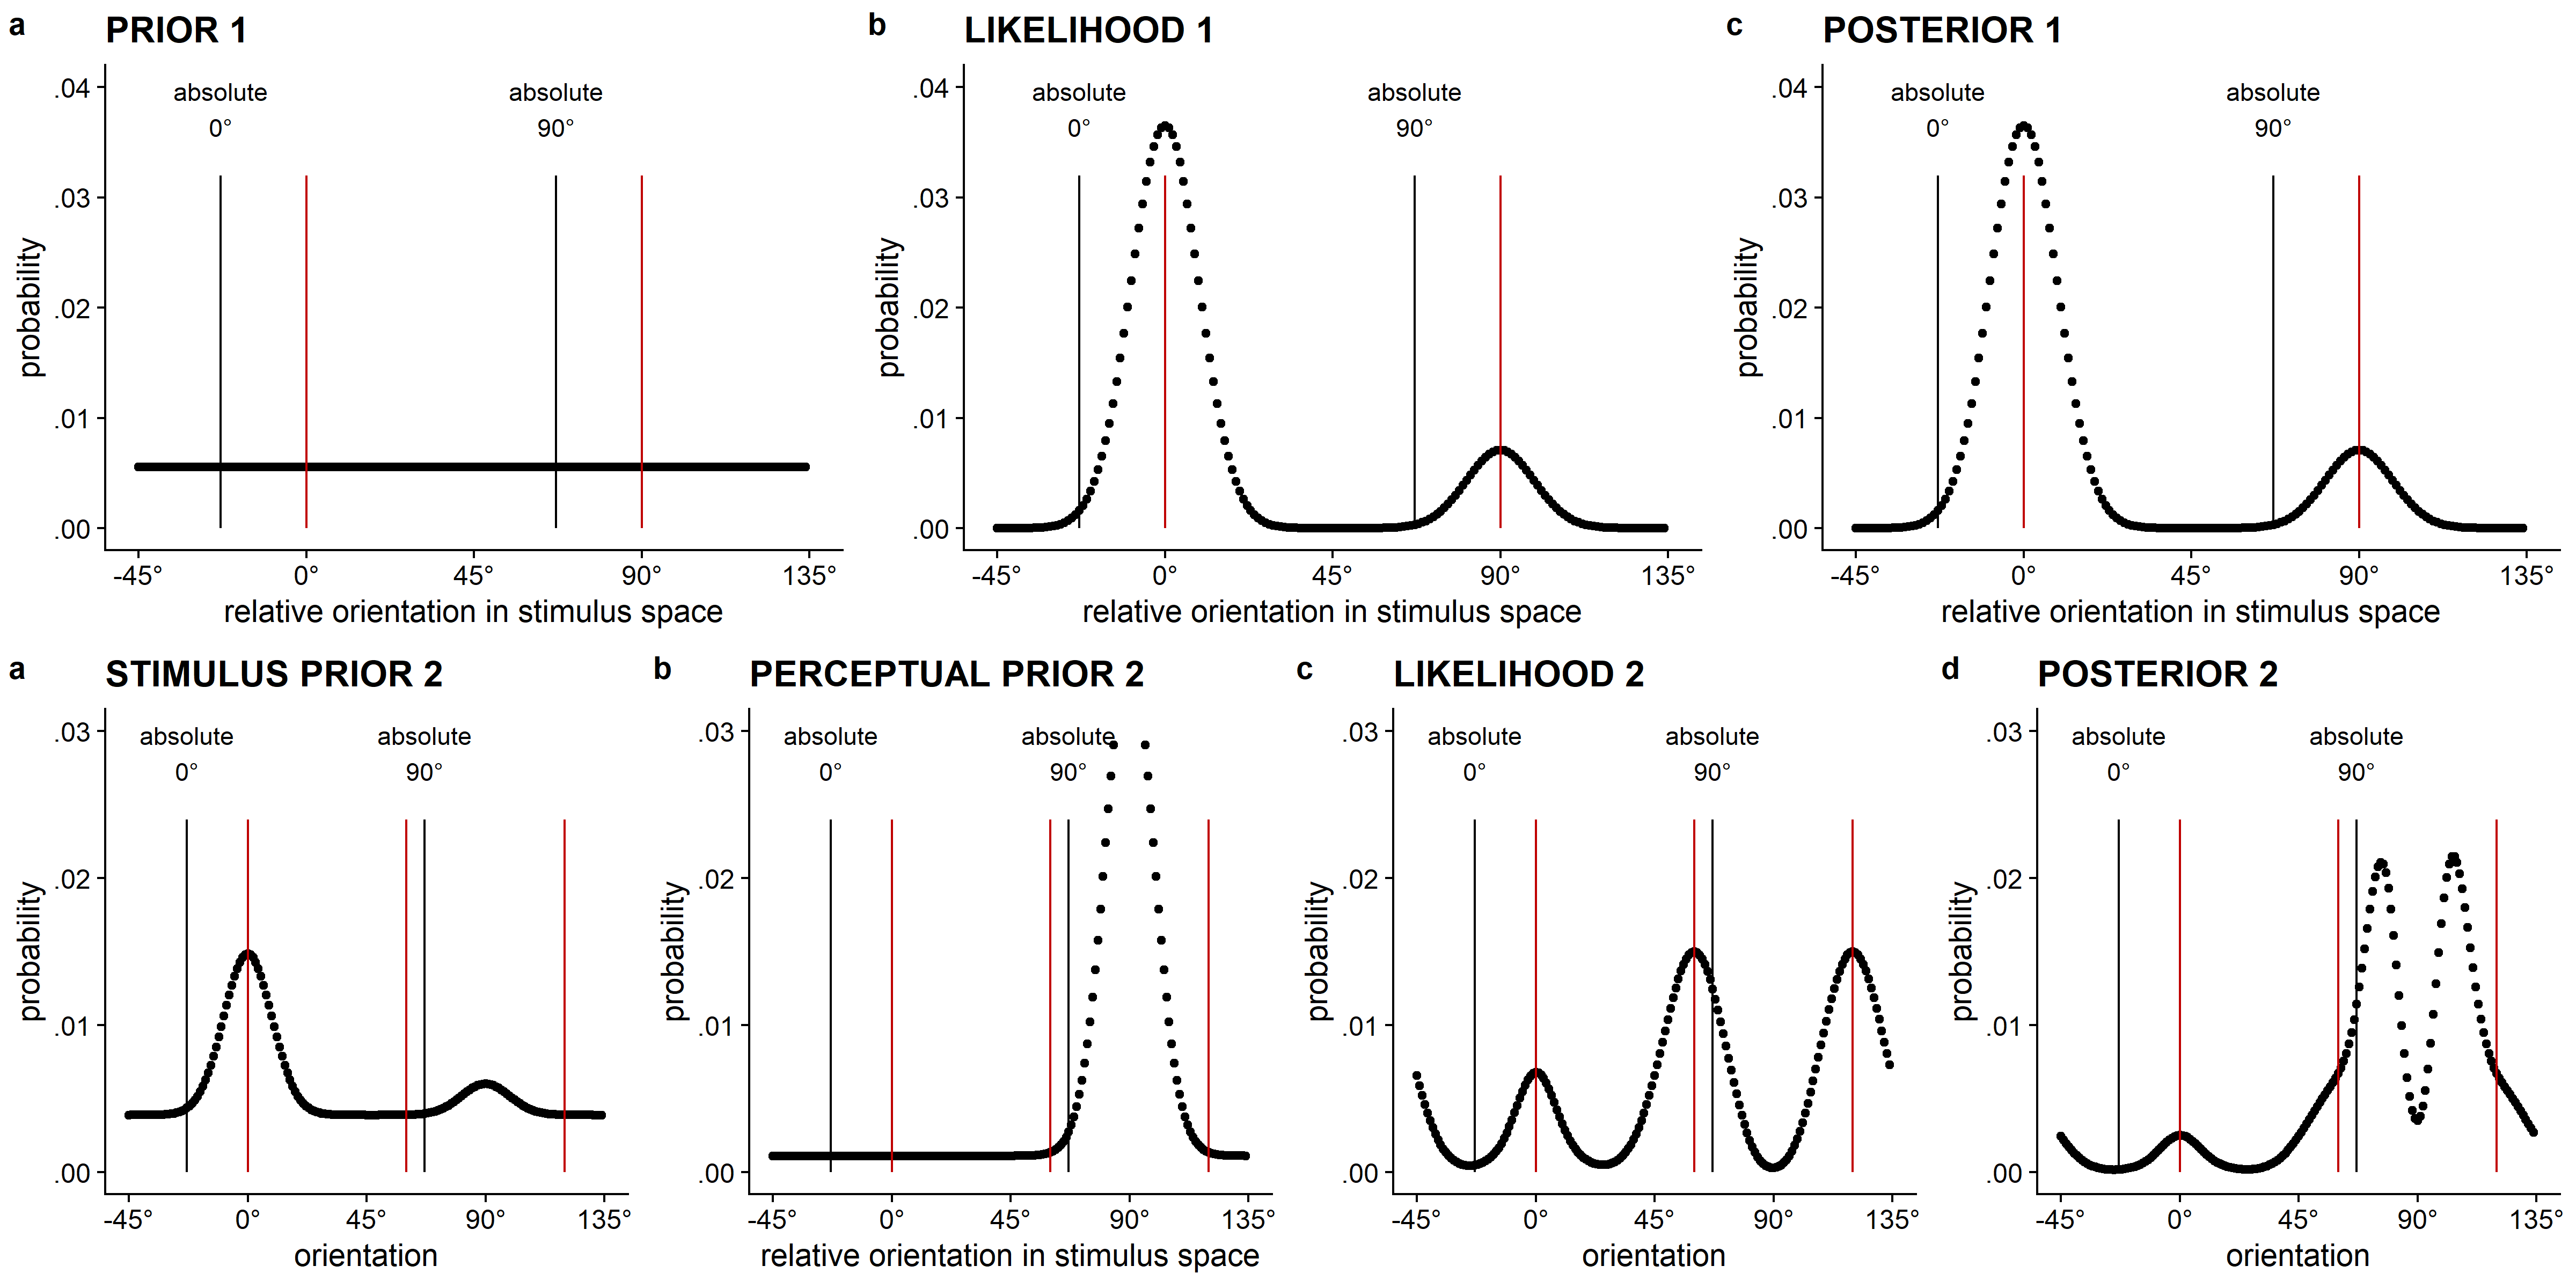 a PRIOR 1
absolute absolute
0° 90°
.04
.03
.02
.01
.00
probability
-45° 0° 45° 90° 135°
relative orientation in stimulus space
b LIKELIHOOD 1
absolute absolute
0° 90°
.04
.03
.02
.01
.00
probability
-45° 0° 45° 90° 135°
relative orientation in stimulus space
c POSTERIOR 1
absolute absolute
0° 90°
.04
.03
.02
.01
.00
probability
-45° 0° 45° 90° 135°
relative orientation in stimulus space
a STIMULUS PRIOR 2
absolute absolute
0° 90°
.03
.02
.01
.00
probability
-45° 0° 45° 90° 135°
orientation
b PERCEPTUAL PRIOR 2
absolute absolute
0° 90°
.03
.02
.01
.00
probability
-45° 0° 45° 90° 135°
relative orientation in stimulus space
c LIKELIHOOD 2
absolute absolute
0° 90°
.03
.02
.01
.00
probability
-45° 0° 45° 90° 135°
orientation
d POSTERIOR 2
absolute absolute
0° 90°
.03
.02
.01
.00
probability
-45° 0° 45° 90° 135°
orientation